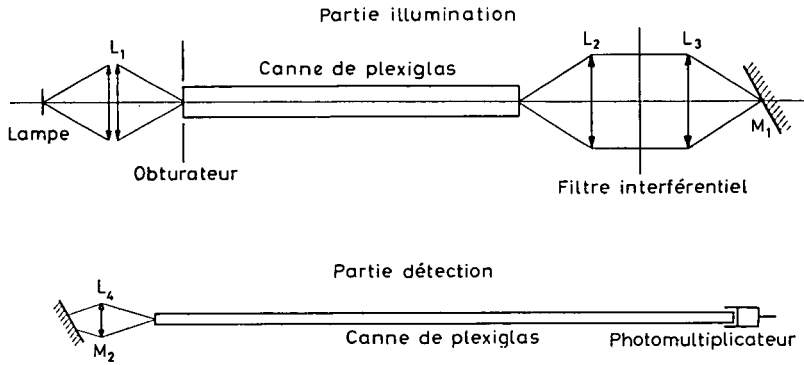 Partie illumination
L1
L2
L3
Canne de plexiglas
Lampe
M1
Obturateur
Filtre interférentiel
Partie détection
L4
M2
Canne de plexiglas
Photomultiplicateur